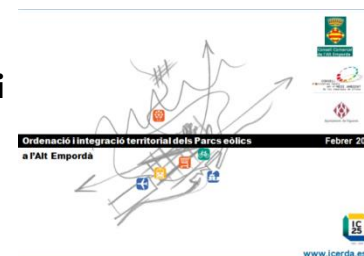 i
Consell Comarcal
de l'Alt Empordà
Ordenació i integració territorial dels Parcs eòlics
Febrer 20
a l'Alt Empordà
IC
25
www.icerda.es